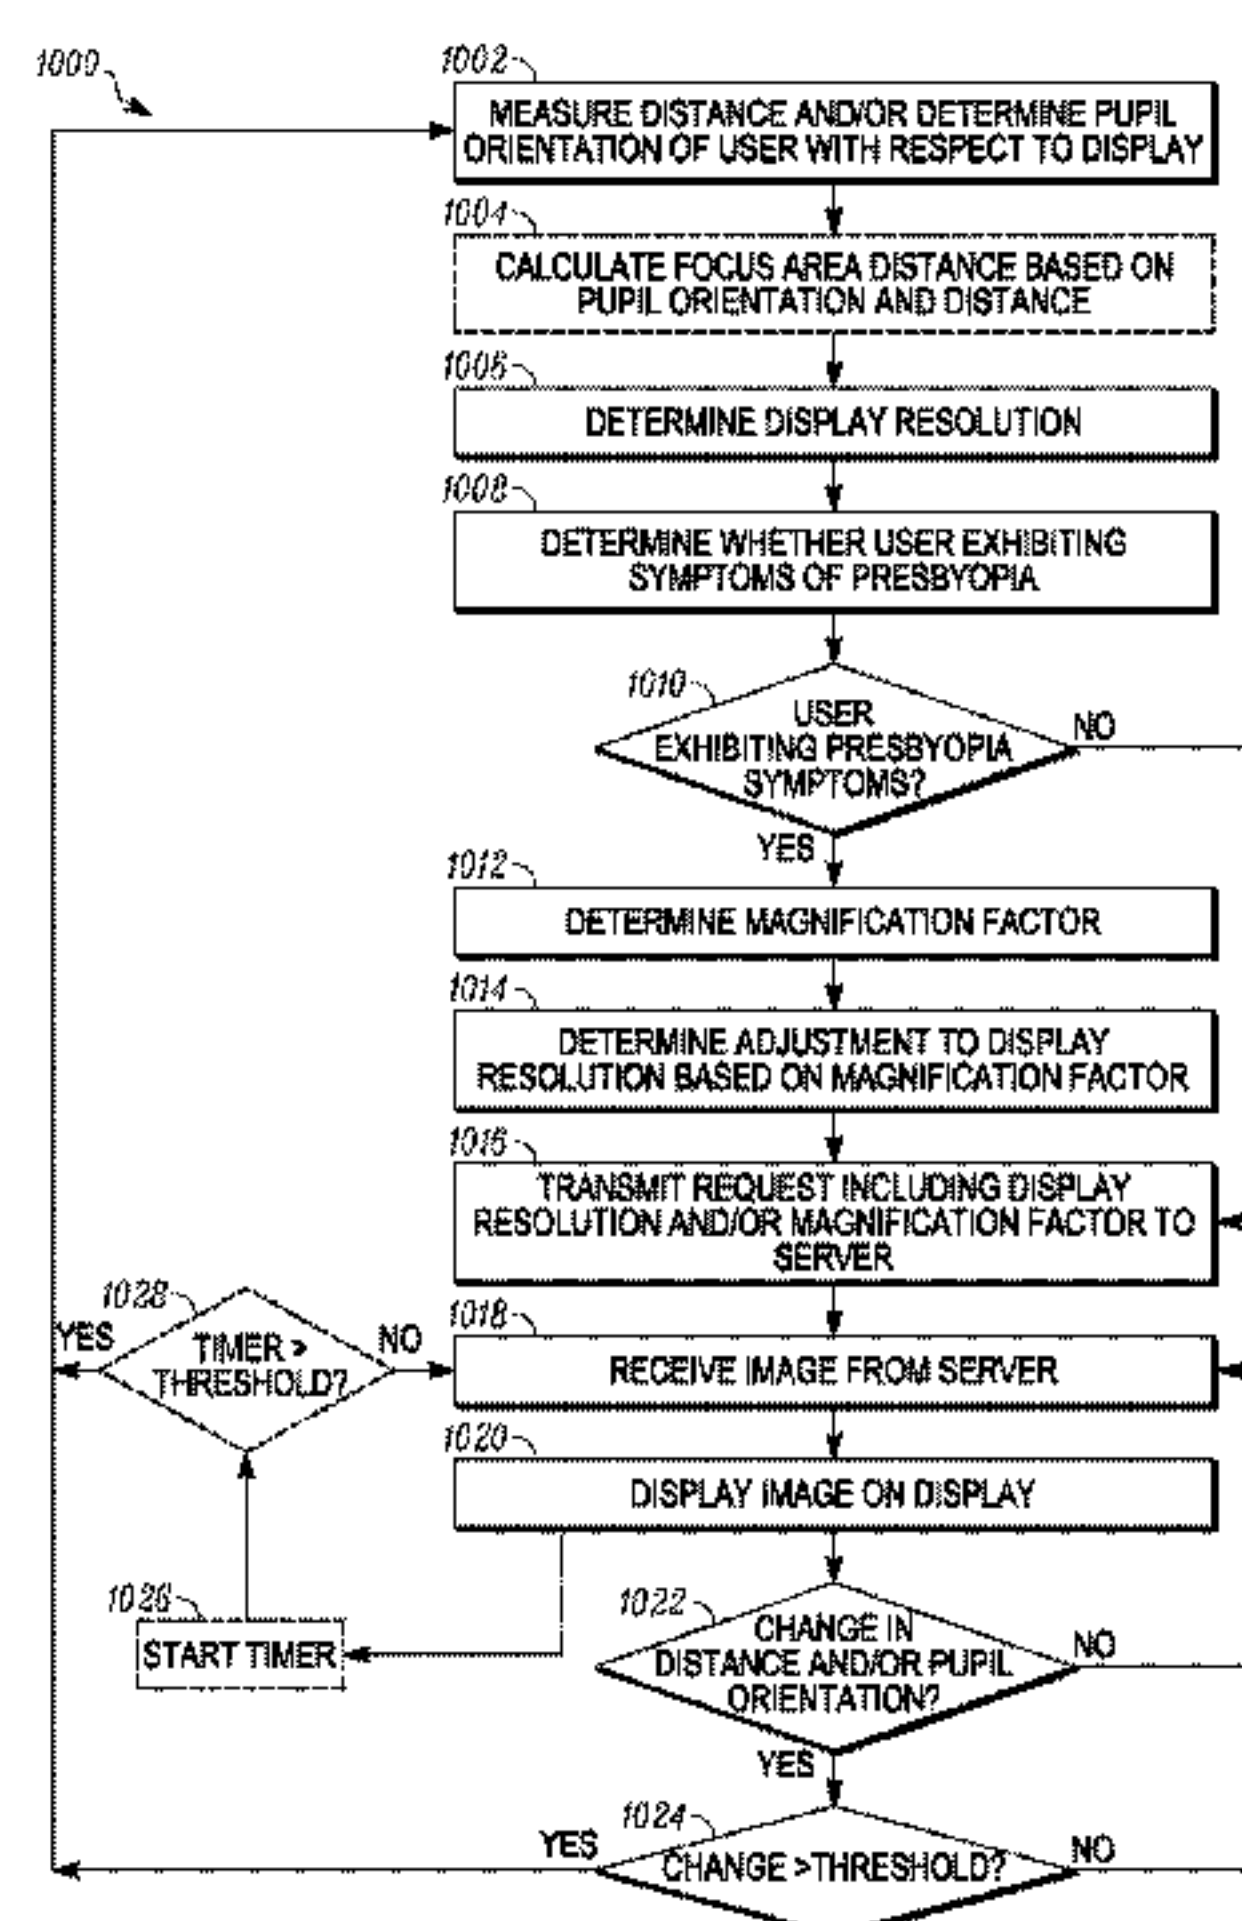 1000
1002
MEASURE DISTANCE AND/OR DETERMINE PUPIL
ORIENTATION OF USER WITH RESPECT TO DISPLAY
1004
CALCULATE FOCUS AREA DISTANCE BASED ON
PUPIL ORIENTATION AND DISTANCE
1006
DETERMINE DISPLAY RESOLUTION
1008
DETERMINE WHETHER USER EXHIBITING
SYMPTOMS OF PRESBYOPIA
1010
USER
EXHIBITING PRESBYOPIA
SYMPTOMS?
NO
YES
1012
DETERMINE MAGNIFICATION FACTOR
1014
DETERMINE ADJUSTMENT TO DISPLAY
RESOLUTION BASED ON MAGNIFICATION FACTOR
1016
TRANSMIT REQUEST INCLUDING DISPLAY
RESOLUTION AND/OR MAGNIFICATION FACTOR TO
SERVER
1028
YES
TIMER >
THRESHOLD?
NO
1018
RECEIVE IMAGE FROM SERVER
1020
DISPLAY IMAGE ON DISPLAY
1026
START TIMER
1022
CHANGE IN
DISTANCE AND/OR PUPIL
ORIENTATION?
NO
YES
1024
YES
CHANGE >THRESHOLD?
NO